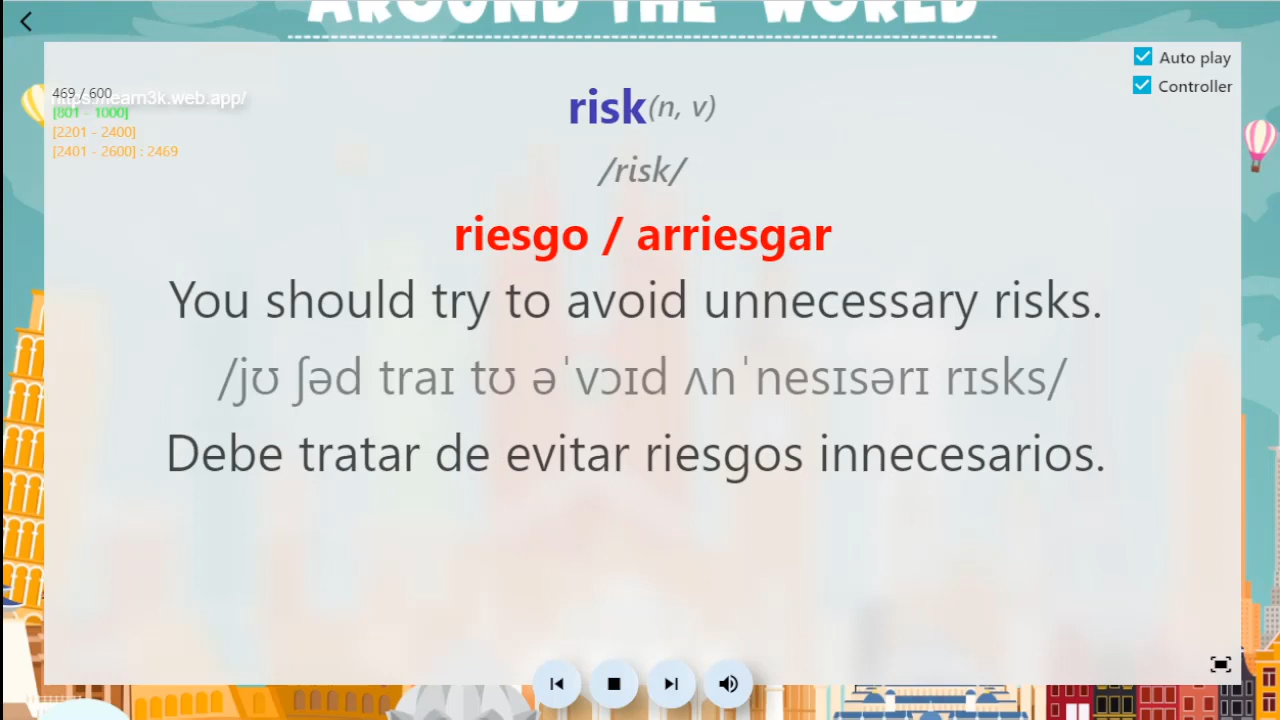 AROUND THE WORLD
Auto play
Controller
469 / 600
https://learn3k.web.app/
[801 - 1000]
[2201 - 2400]
[2401 - 2600] : 2469
risk(n, v)
/risk/
riesgo / arriesgar
You should try to avoid unnecessary risks.
/jʊ ʃəd traɪ tʊ əˈvɔɪd ʌnˈnesɪsərɪ rɪsks/
Debe tratar de evitar riesgos innecesarios.